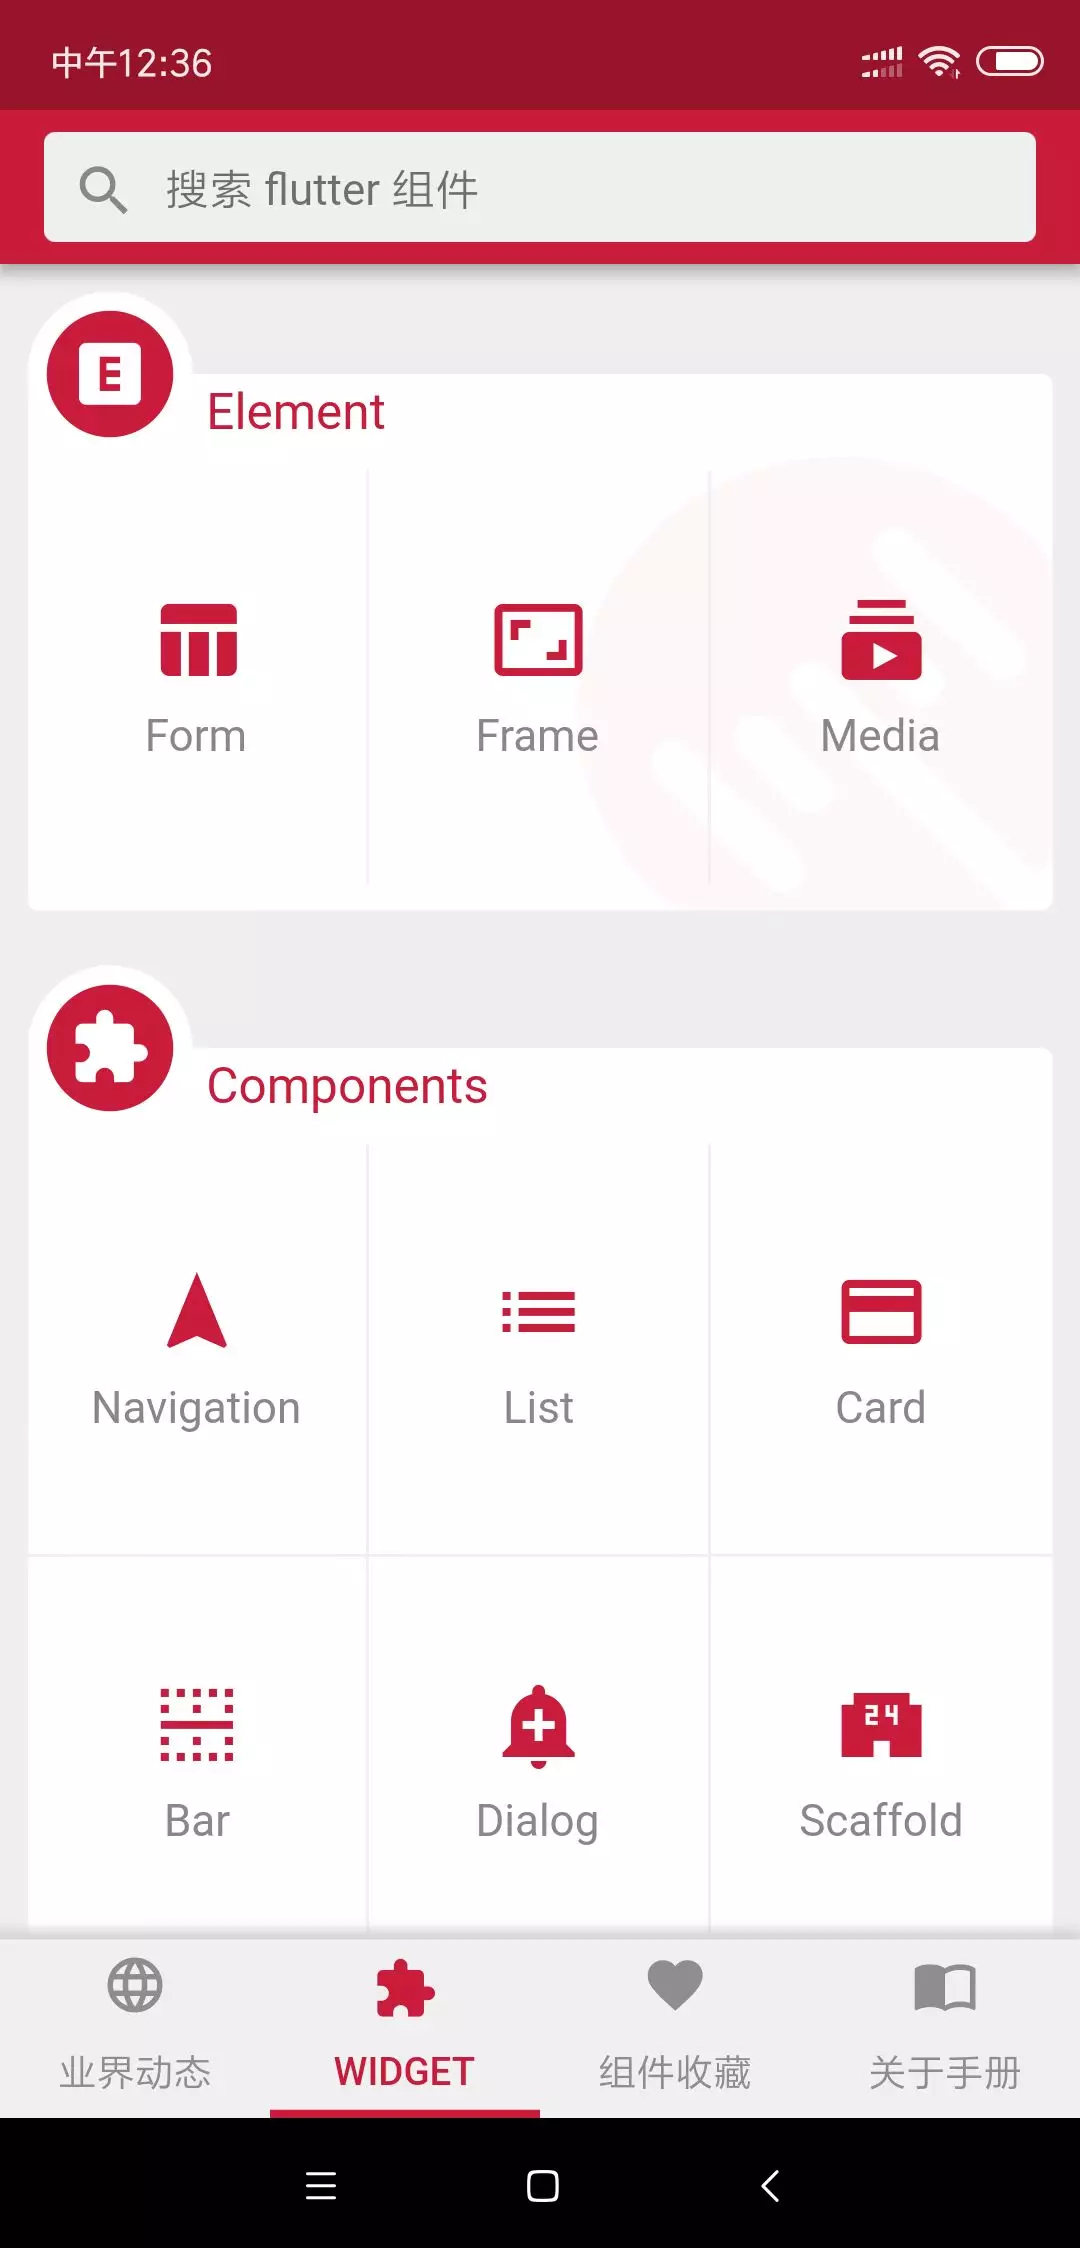 中午12:36
搜索 flutter 组件
E
Element
Form
Frame
Media
Components
Navigation
List
Card
24
Bar
Dialog
Scaffold
业界动态
WIDGET
组件收藏
关于手册